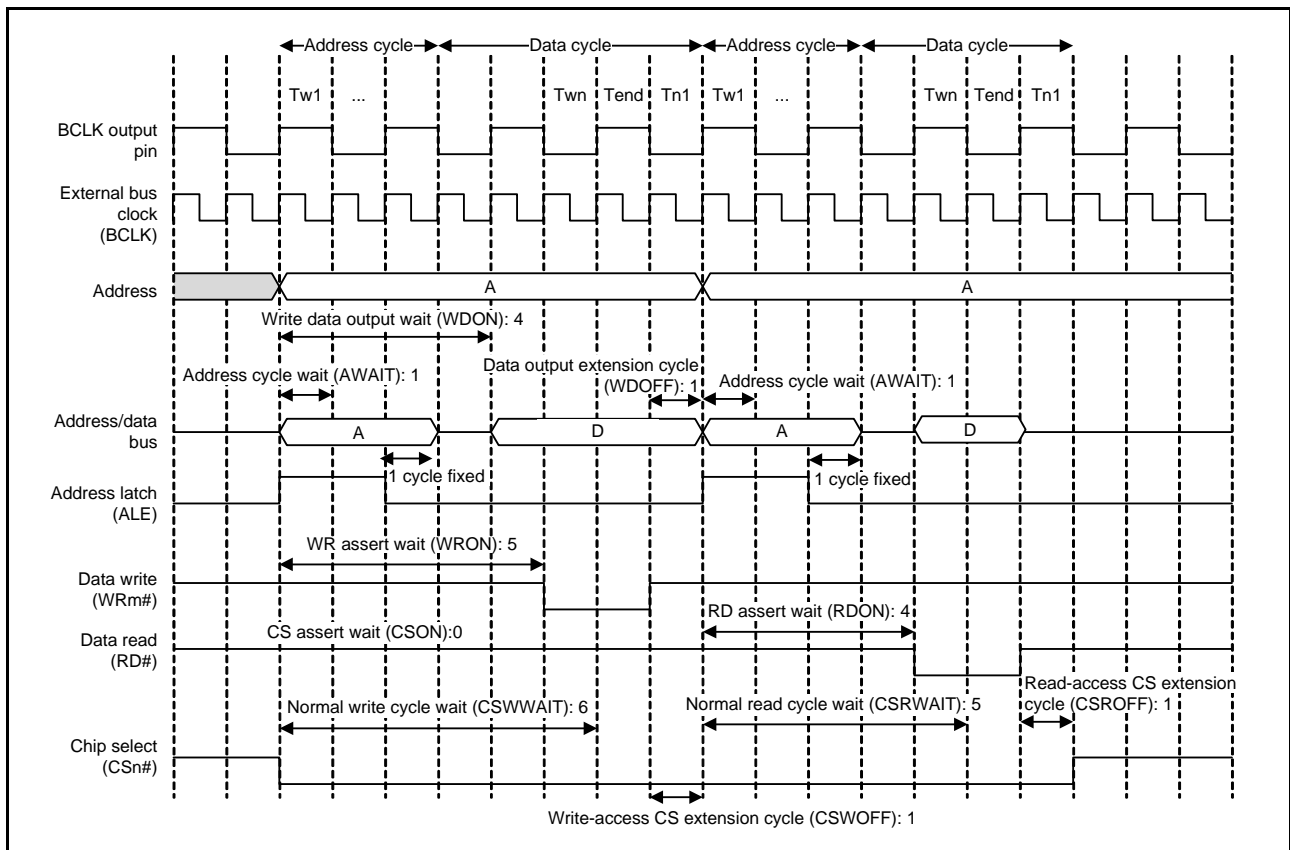 Address cycle Data cycle Address cycle Data cycle
Tw1 ... Twn Tend Tn1 Tw1 ... Twn Tend Tn1
BCLK output
pin
External bus
clock
(BCLK)
Address
A A
Write data output wait (WDON): 4
Data output extension cycle
(WDOFF): 1
Address cycle wait (AWAIT): 1
Address cycle wait (AWAIT): 1
Address/data
bus
A D A D
1 cycle fixed
1 cycle fixed
Address latch
(ALE)
WR assert wait (WRON): 5
Data write
(WRm#)
RD assert wait (RDON): 4
CS assert wait (CSON):0
Data read
(RD#)
Read-access CS extension
cycle (CSROFF): 1
Normal write cycle wait (CSWWAIT): 6
Normal read cycle wait (CSRWAIT): 5
Chip select
(CSn#)
Write-access CS extension cycle (CSWOFF): 1